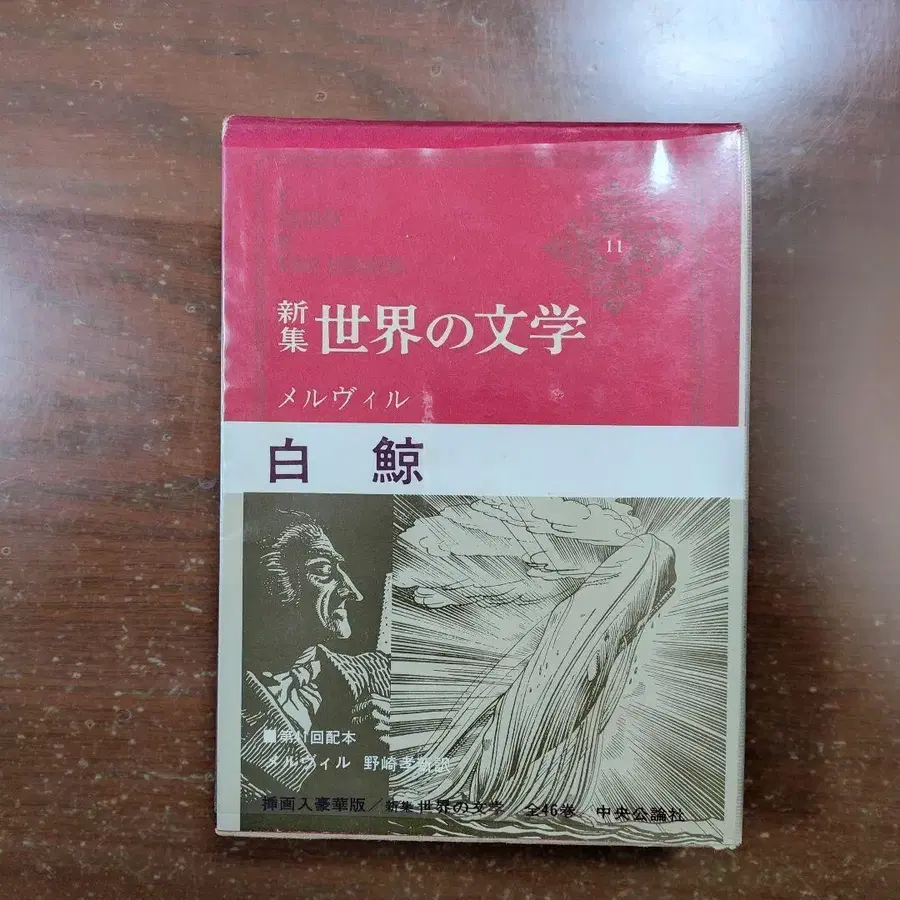 11
新集 世界の文学
メルヴィル
白鯨
■第11回配本
メルヴィル 野崎孝新訳
挿画入豪華版/新集 世界の文学 全46巻 中央公論社